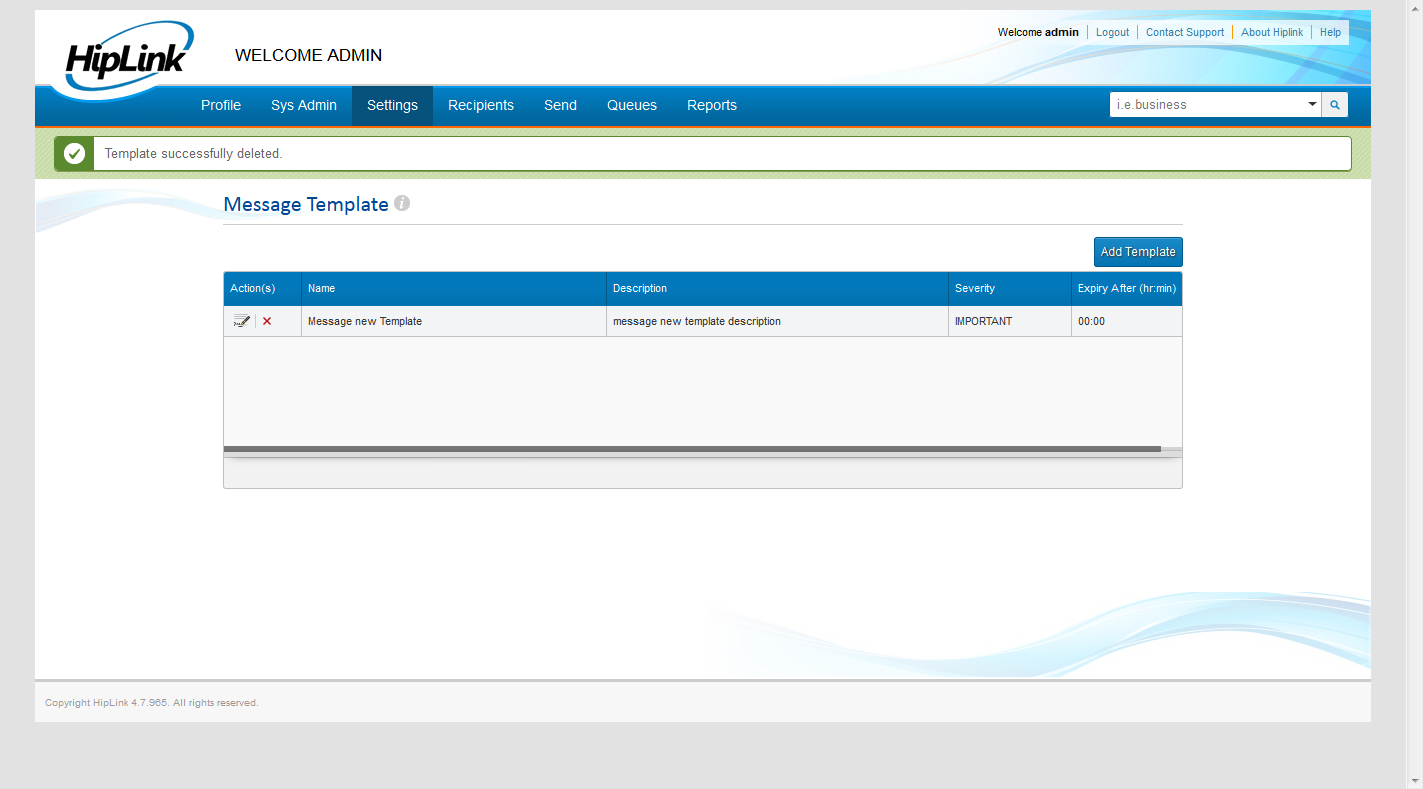 Welcome admin Logout Contact Support About Hiplink Help
HipLink WELCOME ADMIN
Profile Sys Admin Settings Recipients Send Queues Reports i.e.business
Template successfully deleted.
Message Template
Add Template
Action(s) Name Description Severity Expiry After (hr:min)
Message new Template message new template description IMPORTANT 00:00
Copyright HipLink 4.7.965. All rights reserved.